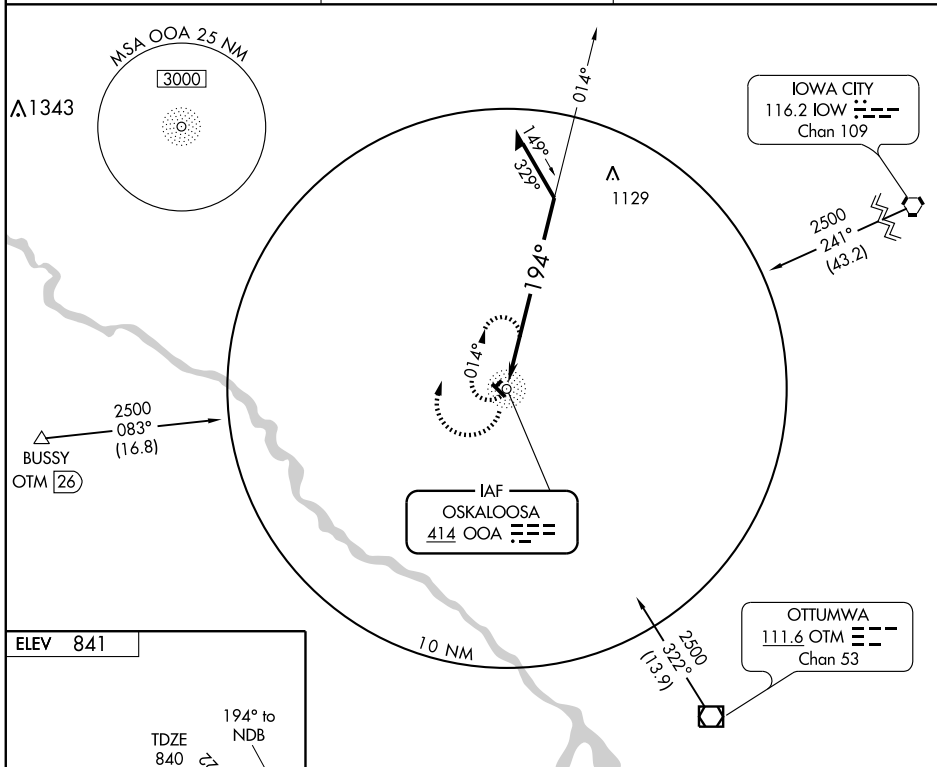 MSA OOA 25 NM
3000
1343
014°
149°
329°
1129
IOWA CITY
116.2 IOW
Chan 109
2500
241°
(43.2)
194°
014°
2500
083°
(16.8)
BUSSY
OTM 26
IAF
OSKALOOSA
414 OOA
10 NM
2500
322°
(13.9)
OTTUMWA
111.6 OTM
Chan 53
ELEV 841
194° to
NDB
TDZE
840
22